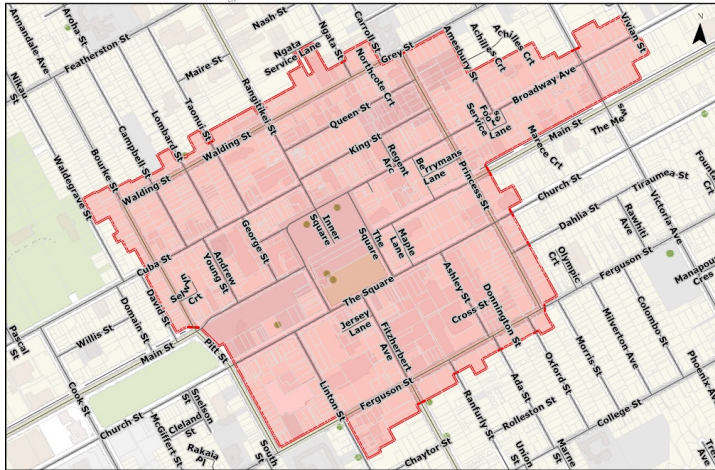 Annandale Ave
Aroha St
Nash St
Ngata St
Carroll St
Vivian St
N
Featherston St
Maire St
Ngata
Service Lane
Grey St
Northcote Crt
Amesbury St
Achilles Crt
Achilles Crt
Nikau St
Taonui St
Rangitikei St
Queen St
Broadway Ave
Campbell St
Lombard St
Walding St
King St
Service Lane
Main St
The Me
Bourke St
Waldegrave St
Walding St
Regent Arc
Berrymans
Lane
Marece Crt
Princess St
Church St
Tiraumea St
Inner
Square
The Square
Maple Lane
Dahlia St
Rawhiti Ave
Victoria Ave
Cuba St
George St
Andrew
Young St
Olympic Crt
Ferguson St
Manapou
Cres
The Square
Ashley St
Donnington St
Colombo St
Milverton Ave
David St
Domain St
Willis St
Pascal St
Jersey
Lane
Cross St
Fitzherbert Ave
Morris St
Oxford St
Main St
Pitt St
Phoenix Ave
Cook St
Linton St
Ferguson St
Ada St
Rolleston St
College St
Church St
Snelson St
Cleland St
McGiffert St
Rakaia Pl
South St
Ranfurly St
Union St
Marne St
Chaytor St